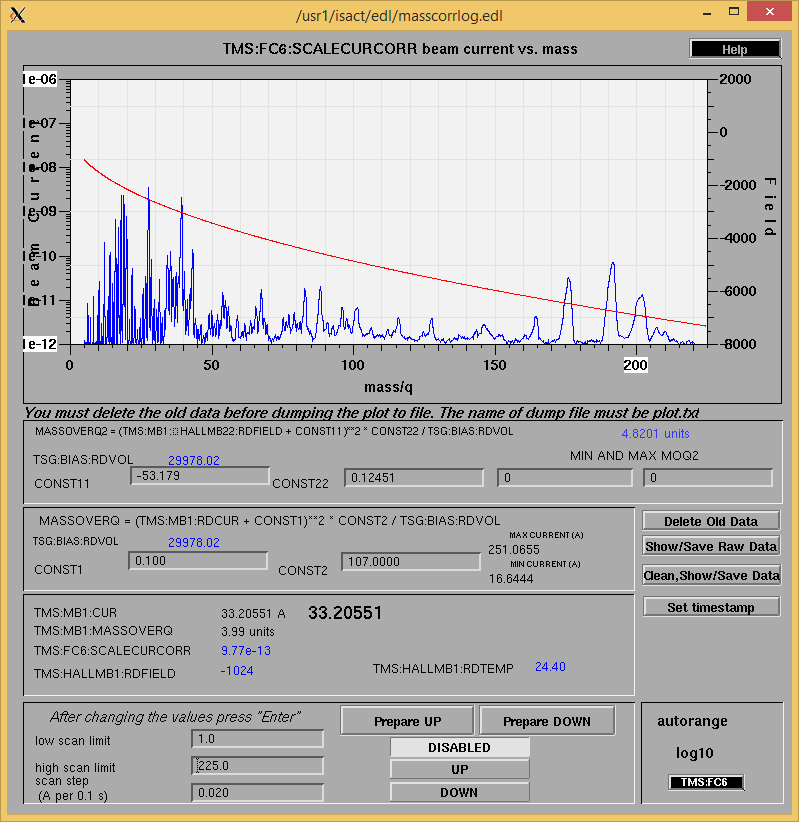 /usr1/isact/edl/masscorrlog.edl
TMS:FC6:SCALECURCORR beam current vs. mass
Help
1e-06
1e-07
1e-08
1e-09
1e-10
1e-11
1e-12
Beam Current
2000
0
-2000
-4000
-6000
-8000
Field
0 50 100 150 200
mass/q
You must delete the old data before dumping the plot to file. The name of dump file must be plot.txt
MASSOVERQ2 = (TMS:MB1:HALLMB22:RDFIELD + CONST11)**2 * CONST22 / TSG:BIAS:RDVOL
4.8201 units
TSG:BIAS:RDVOL 29978.02
MIN AND MAX MOQ2
CONST11 -53.179 CONST22 0.12451 0 0
MASSOVERQ = (TMS:MB1:RDCUR + CONST1)**2 * CONST2 / TSG:BIAS:RDVOL
TSG:BIAS:RDVOL 29978.02
MAX CURRENT (A)
251.0655
CONST1 0.100 CONST2 107.0000
MIN CURRENT (A)
16.6444
Delete Old Data
Show/Save Raw Data
Clean,Show/Save Data
Set timestamp
TMS:MB1:CUR 33.20551 A 33.20551
TMS:MB1:MASSOVERQ 3.99 units
TMS:FC6:SCALECURCORR 9.77e-13
TMS:HALLMB1:RDFIELD -1024
TMS:HALLMB1:RDTEMP 24.40
After changing the values press "Enter"
low scan limit 1.0
high scan limit 225.0
scan step
(A per 0.1 s) 0.020
Prepare UP Prepare DOWN
DISABLED
UP
DOWN
autorange
log10
TMS:FC6